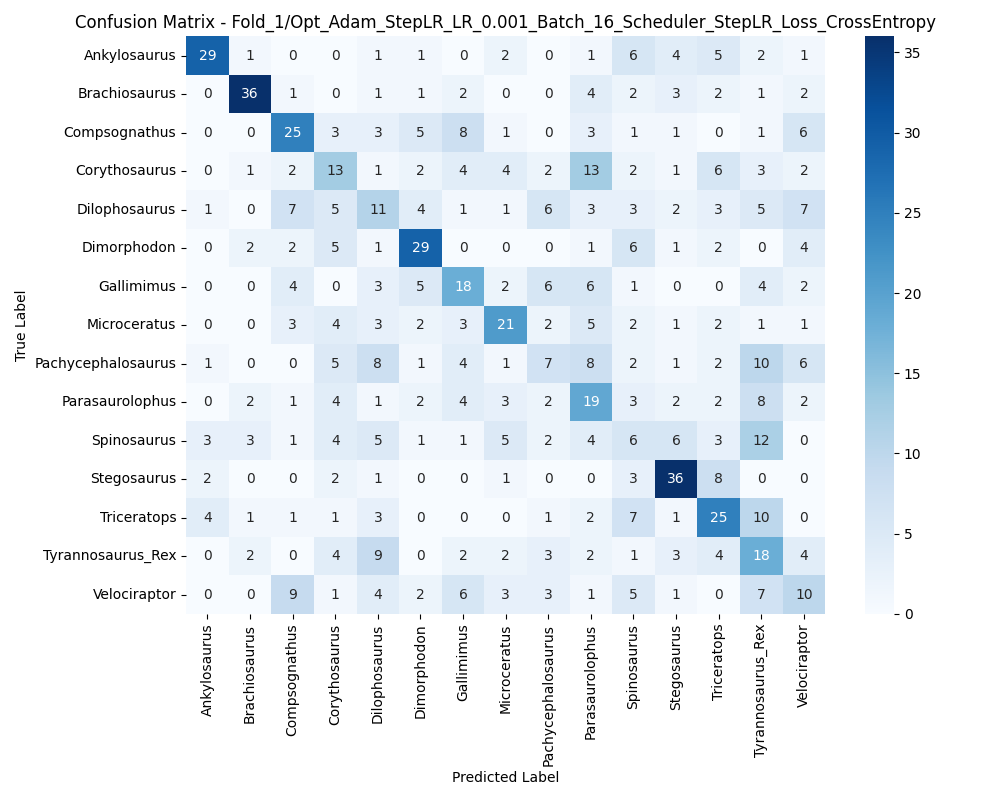 Confusion Matrix - Fold_1/Opt_Adam_StepLR_LR_0.001_Batch_16_Scheduler_StepLR_Loss_CrossEntropy
True Label
Ankylosaurus 29 1 0 0 1 1 0 2 0 1 6 4 5 2 1
Brachiosaurus 0 36 1 0 1 1 2 0 0 4 2 3 2 1 2
Compsognathus 0 0 25 3 3 5 8 1 0 3 1 1 0 1 6
Corythosaurus 0 1 2 13 1 2 4 4 2 13 2 1 6 3 2
Dilophosaurus 1 0 7 5 11 4 1 1 6 3 3 2 3 5 7
Dimorphodon 0 2 2 5 1 29 0 0 0 1 6 1 2 0 4
Gallimimus 0 0 4 0 3 5 18 2 6 6 1 0 0 4 2
Microceratus 0 0 3 4 3 2 3 21 2 5 2 1 2 1 1
Pachycephalosaurus 1 0 0 5 8 1 4 1 7 8 2 1 2 10 6
Parasaurolophus 0 2 1 4 1 2 4 3 2 19 3 2 2 8 2
Spinosaurus 3 3 1 4 5 1 1 5 2 4 6 6 3 12 0
Stegosaurus 2 0 0 2 1 0 0 1 0 0 3 36 8 0 0
Triceratops 4 1 1 1 3 0 0 0 1 2 7 1 25 10 0
Tyrannosaurus_Rex 0 2 0 4 9 0 2 2 3 2 1 3 4 18 4
Velociraptor 0 0 9 1 4 2 6 3 3 1 5 1 0 7 10
Ankylosaurus
Brachiosaurus
Compsognathus
Corythosaurus
Dilophosaurus
Dimorphodon
Gallimimus
Microceratus
Pachycephalosaurus
Parasaurolophus
Spinosaurus
Stegosaurus
Triceratops
Tyrannosaurus_Rex
Velociraptor
Predicted Label
35
30
25
20
15
10
5
0